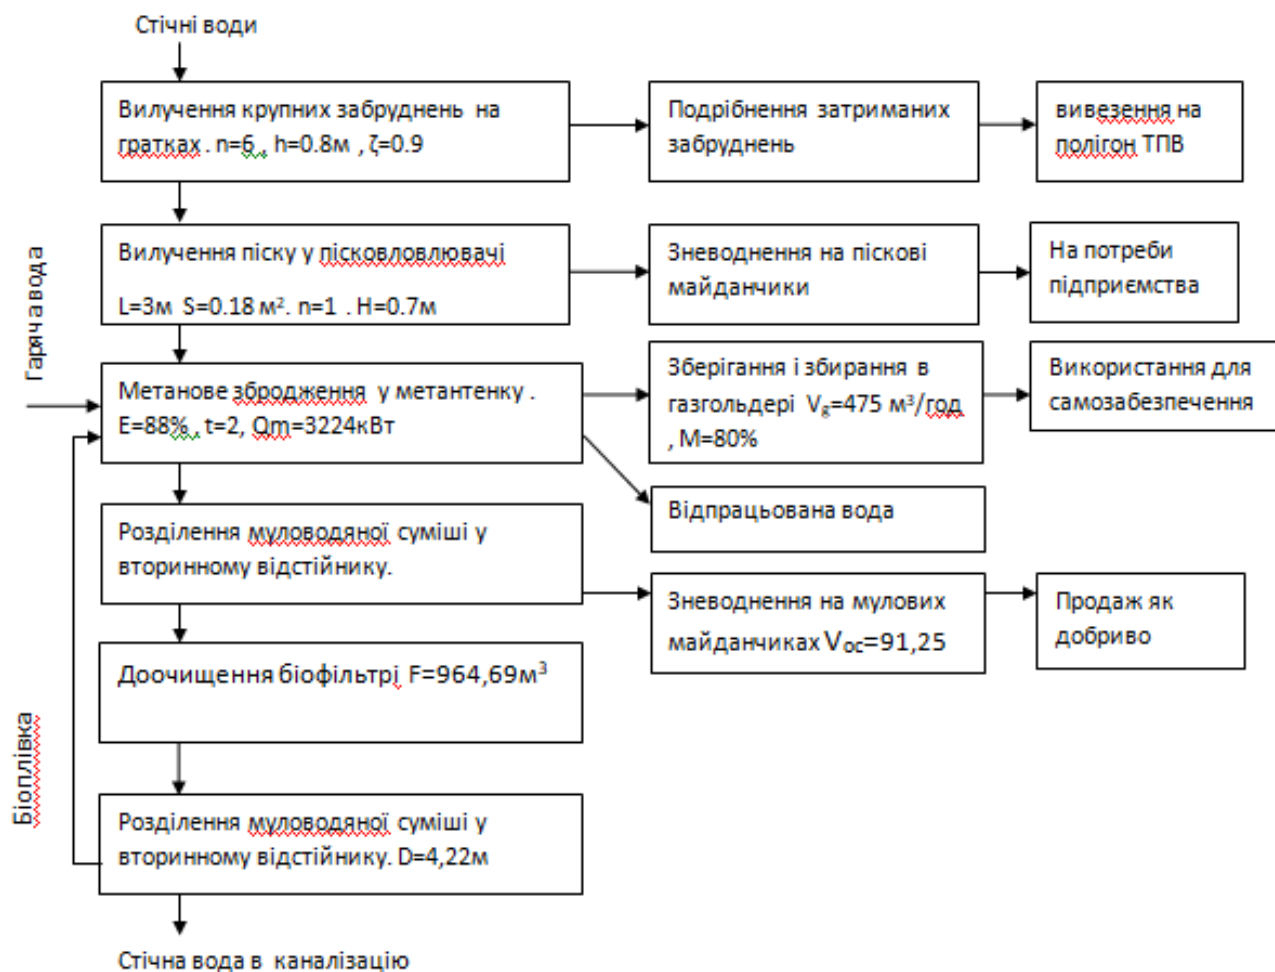 Стічні води
Вилучення крупних забруднень на
гратках . n=6 , h=0.8м , ζ=0.9
Подрібнення затриманих
забруднень
вивезення на
полігон ТПВ
Вилучення піску у пісковловлювачі
L=3м S=0.18 м². n=1 . H=0.7м
Зневоднення на піскові
майданчики
На потреби
підприємства
Гаряча вода
Метанове збродження у метантенку .
E=88% , t=2, Qm=3224кВт
Зберігання і збирання в
газгольдері Vg=475 м³/год
, М=80%
Використання для
самозабезпечення
Відпрацьована вода
Розділення муловодяної суміші у
вторинному відстійнику.
Зневоднення на мулових
майданчиках Vос=91,25
Продаж як
добриво
Доочищення біофільтрі F=964,69м³
Біоплівка
Розділення муловодяної суміші у
вторинному відстійнику. D=4,22м
Стічна вода в каналізацію